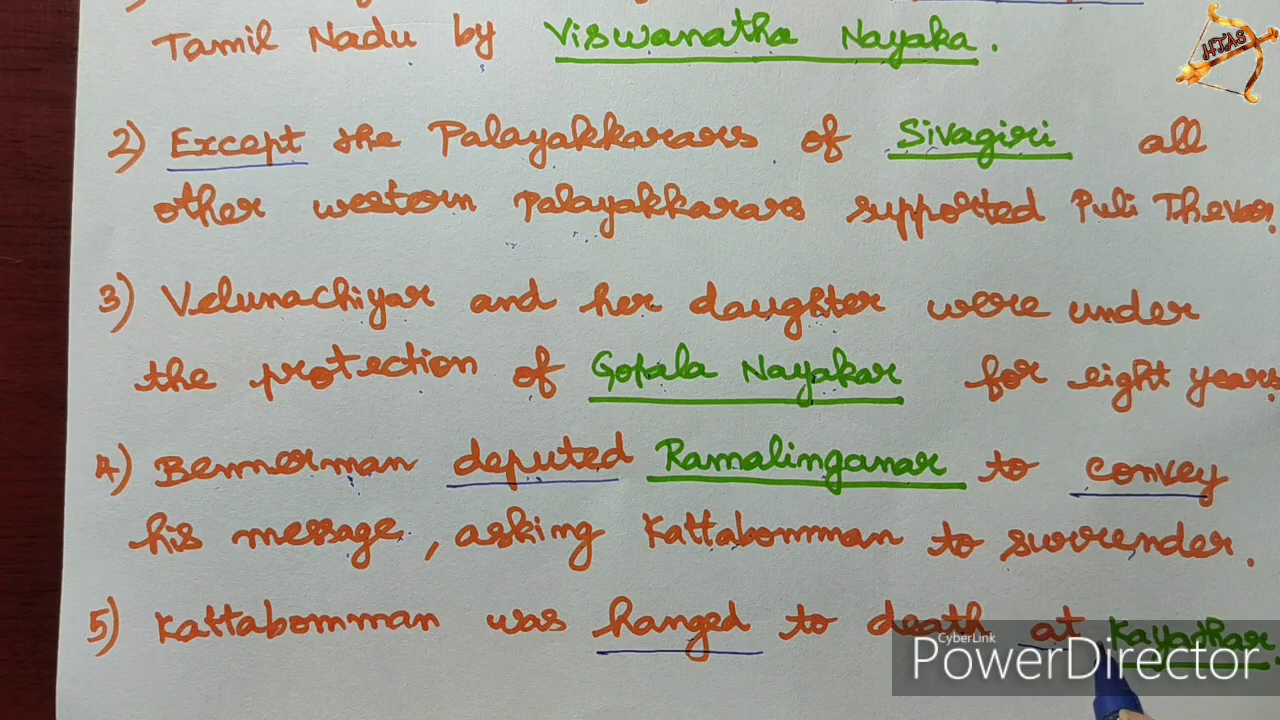 Tamil Nadu by Viswanatha Nayaka.
HTAS
2) Except the Palayakkarars of Sivagiri all
other western Palayakkarars supported Puli Thevar.
3) Velunachiyar and her daughter were under
the protection of Gopala Nayakar for eight years.
4) Bennerman deputed Ramalinganar to convey
his message, asking Kattabomman to surrender.
5) Kattabomman was hanged to death at Kayathar.
CyberLink
PowerDirector